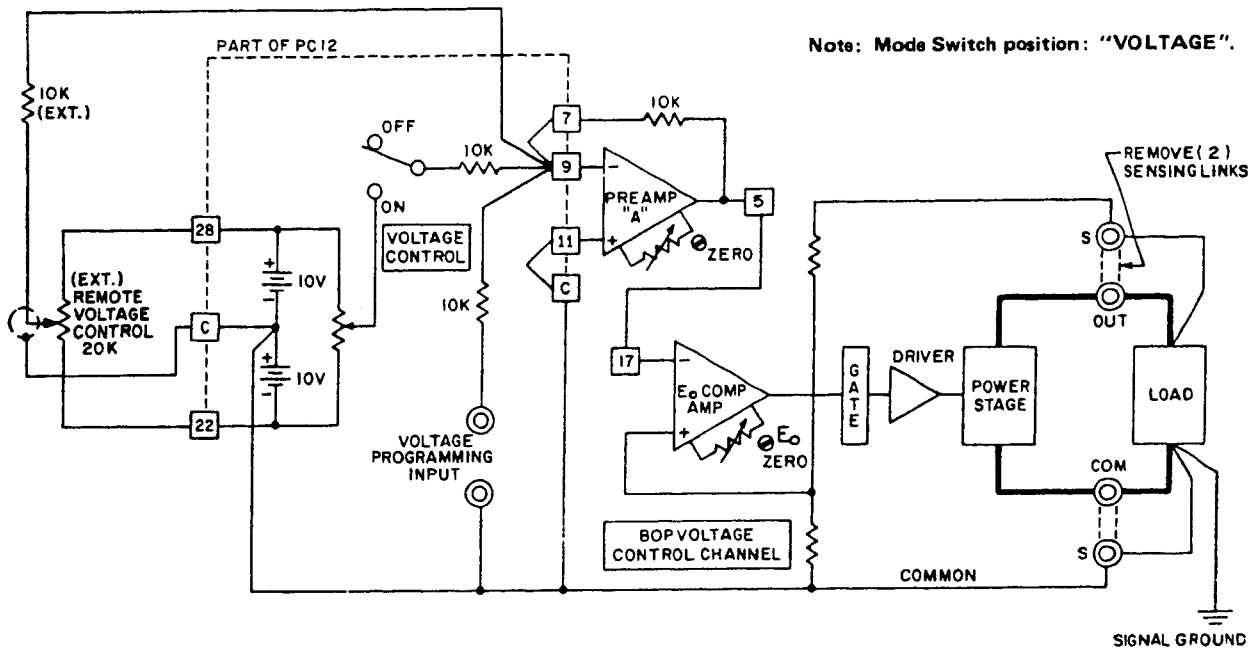 Note: Mode Switch position: "VOLTAGE".
PART OF PC12
10K
(EXT.)
OFF
10K
ON
VOLTAGE
CONTROL
7
10K
9
-
PREAMP
"A"
5
11
+
ZERO
C
REMOVE(2)
SENSING LINKS
S
OUT
28
+
-
10V
(EXT.)
REMOTE
VOLTAGE
CONTROL
20K
C
+
-
10V
22
10K
VOLTAGE
PROGRAMMING
INPUT
17
-
Eo COMP
AMP
+
Eo
ZERO
GATE
DRIVER
POWER
STAGE
LOAD
COM
S
BOP VOLTAGE
CONTROL CHANNEL
COMMON
SIGNAL GROUND